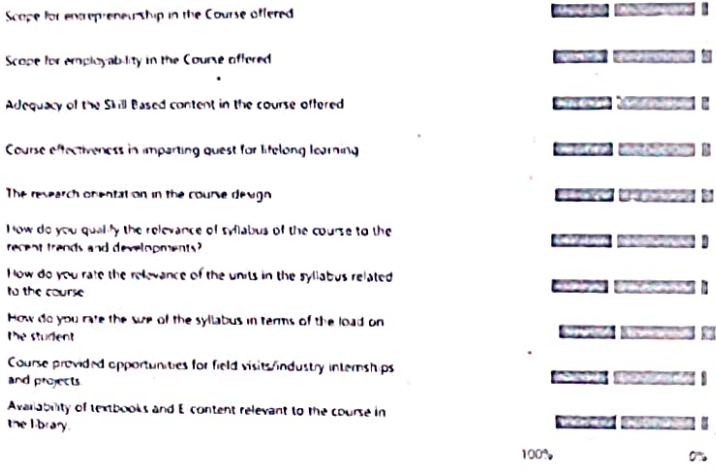 Scope for entrepreneurship in the Course offered
Scope for employability in the Course offered
Adequacy of the Skill Based content in the course offered
Course effectiveness in imparting quest for lifelong learning
The research orientation in the course design
How do you qualify the relevance of syllabus of the course to the
recent trends and developments?
How do you rate the relevance of the units in the syllabus related
to the course
How do you rate the size of the syllabus in terms of the load on
the student
Course provided opportunities for field visits/industry internships
and projects
Availability of textbooks and E content relevant to the course in
the library.
100% 0%